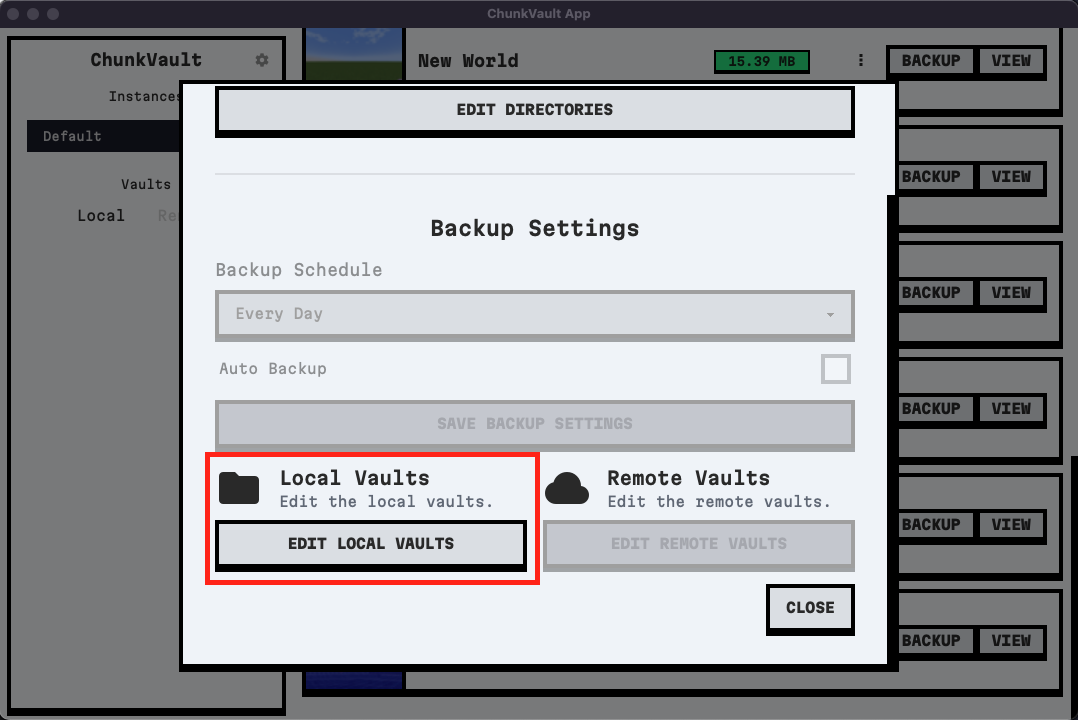 ChunkVault App
ChunkVault
Instances
Default
Vaults
Local Re
New World
15.39 MB
BACKUP VIEW
BACKUP VIEW
BACKUP VIEW
BACKUP VIEW
BACKUP VIEW
BACKUP VIEW
EDIT DIRECTORIES
Backup Settings
Backup Schedule
Every Day
Auto Backup
SAVE BACKUP SETTINGS
Local Vaults
Edit the local vaults.
EDIT LOCAL VAULTS
Remote Vaults
Edit the remote vaults.
EDIT REMOTE VAULTS
CLOSE